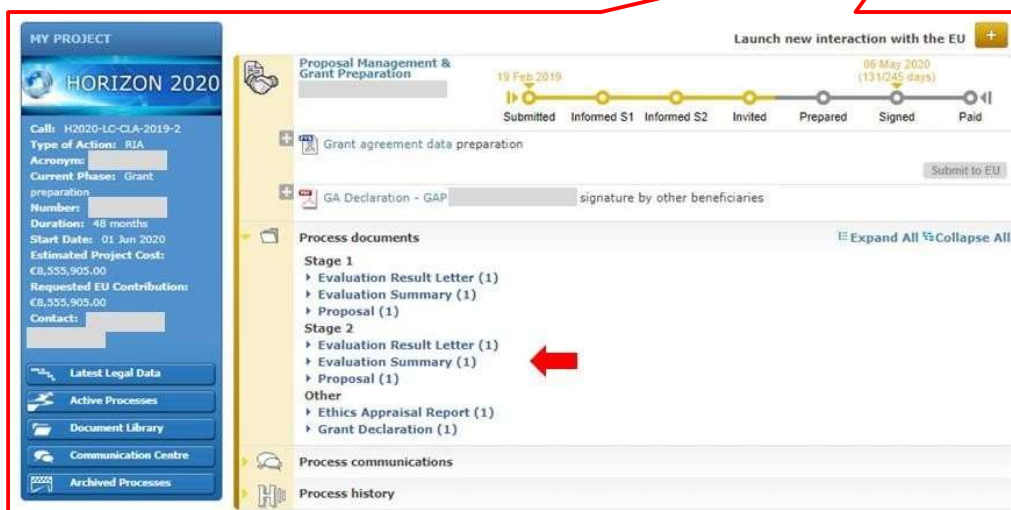 MY PROJECT
HORIZON 2020
Call: H2020-LC-CLA-2019-2
Type of Action: RIA
Acronym:
Current Phase: Grant
preparation
Number:
Duration: 48 months
Start Date: 01 Jun 2020
Estimated Project Cost:
€8,555,905.00
Requested EU Contribution:
€8,555,905.00
Contact:
Latest Legal Data
Active Processes
Document Library
Communication Centre
Archived Processes
Launch new interaction with the EU +
Proposal Management &
Grant Preparation
19 Feb 2019
06 May 2020
(131/245 days)
Submitted Informed S1 Informed S2 Invited Prepared Signed Paid
Grant agreement data preparation
Submit to EU
GA Declaration - GAP signature by other beneficiaries
Process documents
Expand All Collapse All
Stage 1
Evaluation Result Letter (1)
Evaluation Summary (1)
Proposal (1)
Stage 2
Evaluation Result Letter (1)
Evaluation Summary (1)
Proposal (1)
Other
Ethics Appraisal Report (1)
Grant Declaration (1)
Process communications
Process history